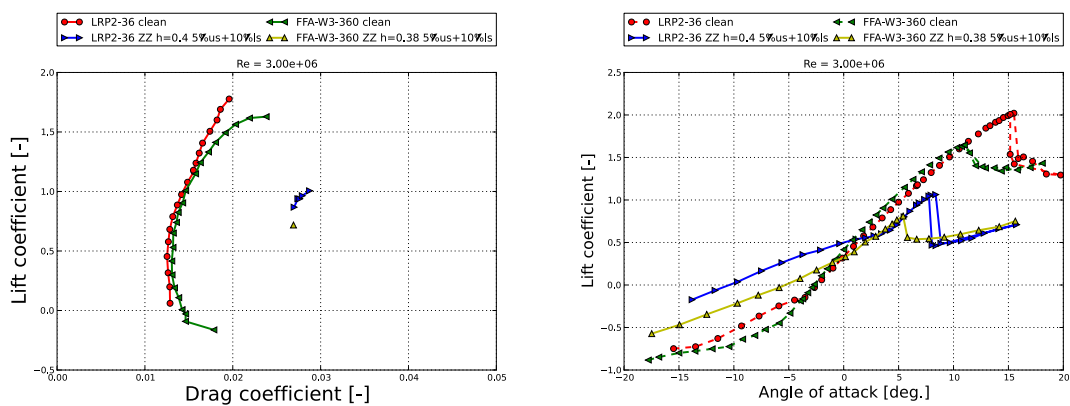 LRP2-36 clean
FFA-W3-360 clean
LRP2-36 ZZ h=0.4 5%us+10%ls
FFA-W3-360 ZZ h=0.38 5%us+10%ls
Re = 3.00e+06
2.0
1.5
1.0
0.5
0.0
−0.5
0.00
0.01
0.02
0.03
0.04
0.05
Lift coefficient [-]
Drag coefficient [-]
LRP2-36 clean
FFA-W3-360 clean
LRP2-36 ZZ h=0.4 5%us+10%ls
FFA-W3-360 ZZ h=0.38 5%us+10%ls
Re = 3.00e+06
2.5
2.0
1.5
1.0
0.5
0.0
−0.5
−1.0
−20
−15
−10
−5
0
5
10
15
20
Lift coefficient [-]
Angle of attack [deg.]